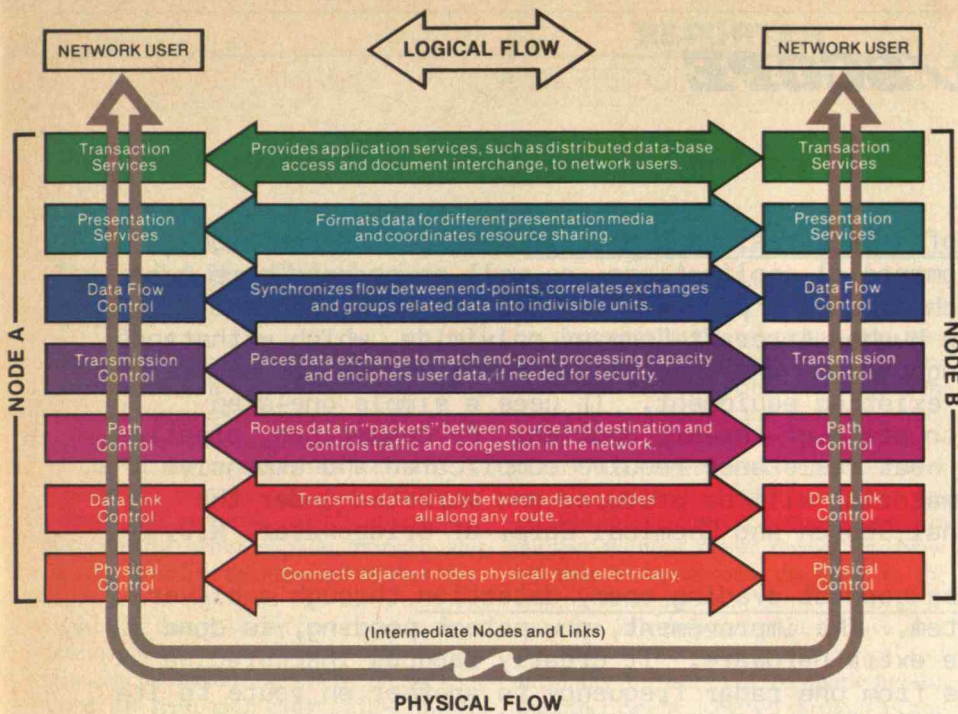 NETWORK USER
LOGICAL FLOW
NETWORK USER
NODE A
NODE B
Transaction
Services
Provides application services, such as distributed data-base
access and document interchange, to network users.
Transaction
Services
Presentation
Services
Formats data for different presentation media
and coordinates resource sharing.
Presentation
Services
Data Flow
Control
Synchronizes flow between end-points, correlates exchanges
and groups related data into indivisible units.
Data Flow
Control
Transmission
Control
Paces data exchange to match end-point processing capacity
and enciphers user data, if needed for security.
Transmission
Control
Path
Control
Routes data in "packets" between source and destination and
controls traffic and congestion in the network.
Path
Control
Data Link
Control
Transmits data reliably between adjacent nodes
all along any route.
Data Link
Control
Physical
Control
Connects adjacent nodes physically and electrically.
Physical
Control
(Intermediate Nodes and Links)
PHYSICAL FLOW